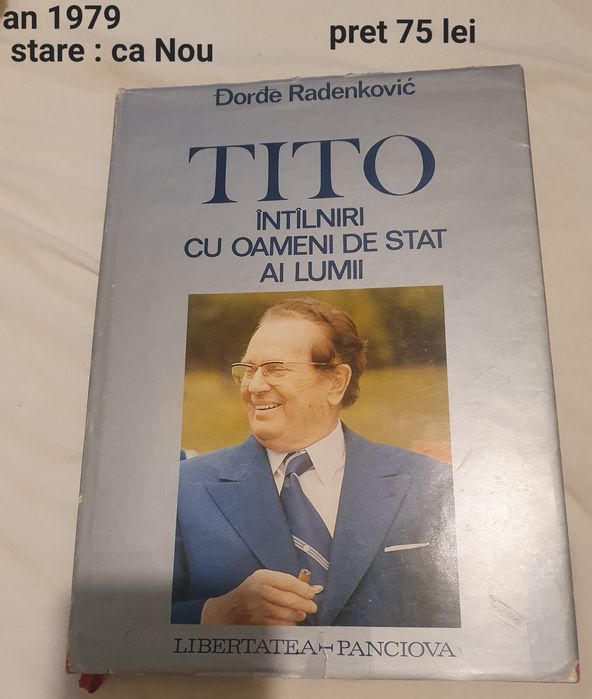 an 1979
stare : ca Nou
pret 75 lei
Đorđe Radenković
TITO
ÎNTÎLNIRI
CU OAMENI DE STAT
AI LUMII
LIBERTATEA - PANCIOVA